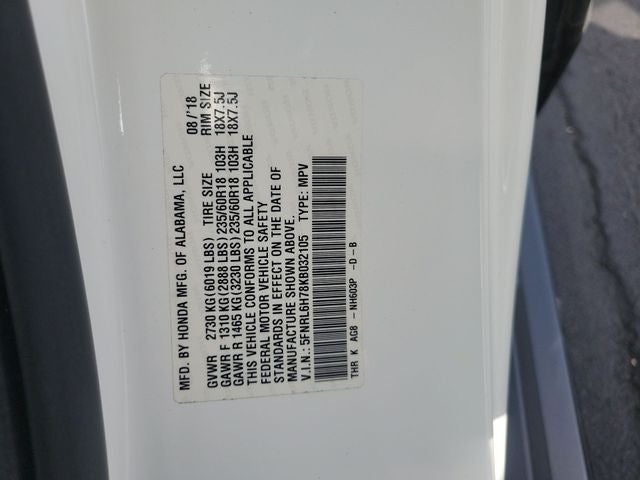 MFD. BY HONDA MFG. OF ALABAMA, LLC 08/'18
GVWR 2730 KG(6019 LBS) TIRE SIZE RIM SIZE
GAWR F 1310 KG(2888 LBS) 235/60R18 103H 18X7.5J
GAWR R 1465 KG(3230 LBS) 235/60R18 103H 18X7.5J
THIS VEHICLE CONFORMS TO ALL APPLICABLE
FEDERAL MOTOR VEHICLE SAFETY
STANDARDS IN EFFECT ON THE DATE OF
MANUFACTURE SHOWN ABOVE.
V.I.N.:5FNRL6H78KB032105 TYPE: MPV
THR K AG8 - NH603P -D -B